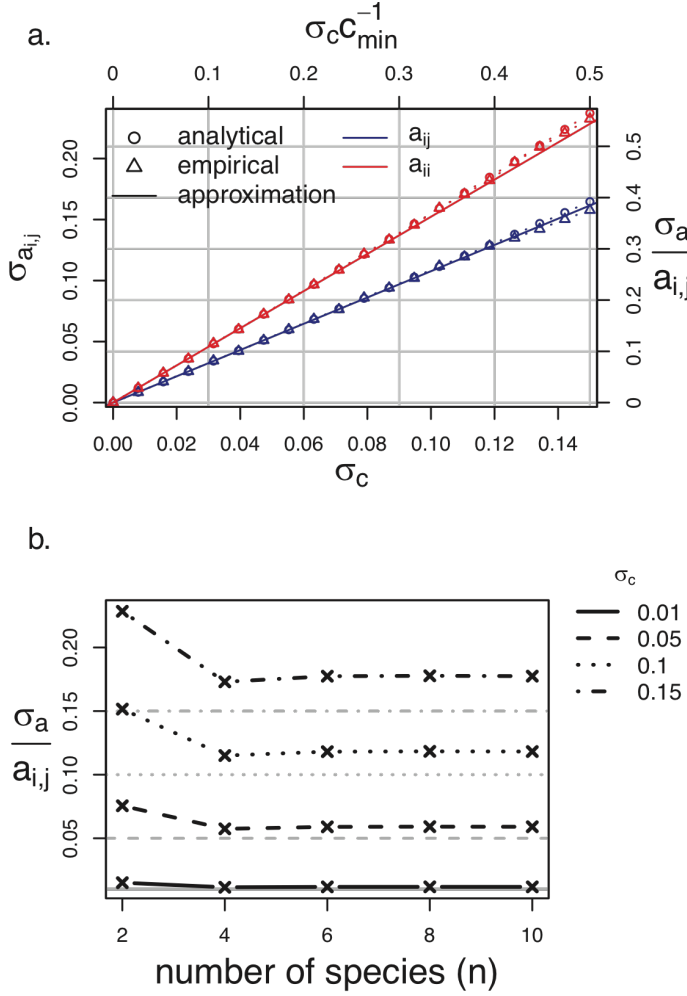 a.
σcc−1min
0 0.1 0.2 0.3 0.4 0.5
analytical aij
empirical aii
approximation
σai,j
0.00 0.05 0.10 0.15 0.20
0 0.1 0.2 0.3 0.4 0.5
σa
ai,j
0.00 0.02 0.04 0.06 0.08 0.10 0.12 0.14
σc
b.
σc
0.01
0.05
0.1
0.15
σa
ai,j
0.05 0.10 0.15 0.20
2 4 6 8 10
number of species (n)